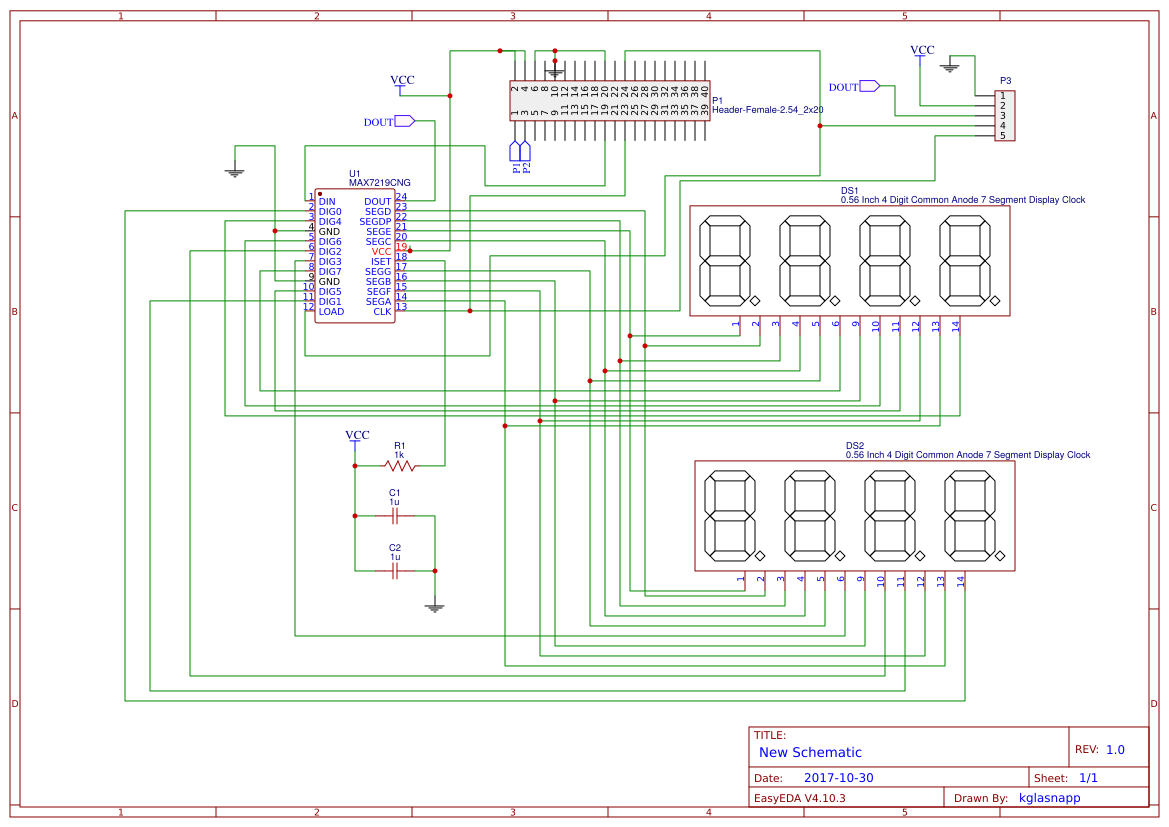 1 2 3 4 5
A A
B B
C C
D D
1 2 3 4 5
VCC
DOUT
2 4 6 8 10 12 14 16 18 20 22 24 26 28 30 32 34 36 38 40
1 3 5 7 9 11 13 15 17 19 21 23 25 27 29 31 33 35 37 39
P1
Header-Female-2.54_2x20
P1 P2
VCC
DOUT
P3
1
2
3
4
5
U1
MAX7219CNG
1 DIN DOUT 24
2 DIG0 SEGD 23
3 DIG4 SEGDP 22
4 GND SEGE 21
5 DIG6 SEGC 20
6 DIG2 VCC 19
7 DIG3 ISET 18
8 DIG7 SEGG 17
9 GND SEGB 16
10 DIG5 SEGF 15
11 DIG1 SEGA 14
12 LOAD CLK 13
DS1
0.56 Inch 4 Digit Common Anode 7 Segment Display Clock
1 2 3 4 5 6 9 10 11 12 13 14
VCC
R1
1k
C1
1u
C2
1u
DS2
0.56 Inch 4 Digit Common Anode 7 Segment Display Clock
1 2 3 4 5 6 9 10 11 12 13 14
TITLE:
New Schematic
REV: 1.0
Date: 2017-10-30
Sheet: 1/1
EasyEDA V4.10.3
Drawn By: kglasnapp